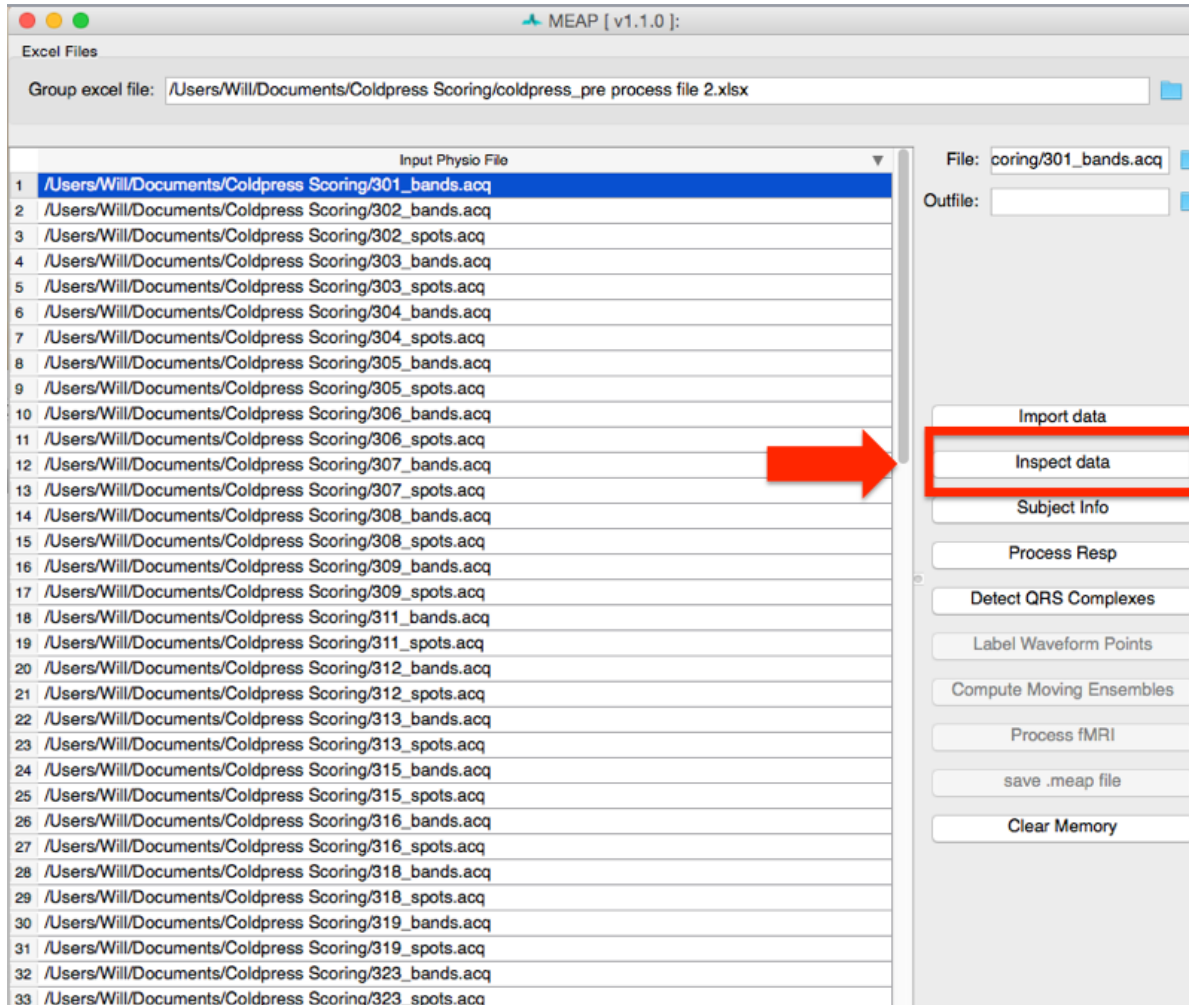 MEAP [ v1.1.0 ]:
Excel Files
Group excel file: /Users/Will/Documents/Coldpress Scoring/coldpress_pre process file 2.xlsx
Input Physio File
1 /Users/Will/Documents/Coldpress Scoring/301_bands.acq
2 /Users/Will/Documents/Coldpress Scoring/302_bands.acq
3 /Users/Will/Documents/Coldpress Scoring/302_spots.acq
4 /Users/Will/Documents/Coldpress Scoring/303_bands.acq
5 /Users/Will/Documents/Coldpress Scoring/303_spots.acq
6 /Users/Will/Documents/Coldpress Scoring/304_bands.acq
7 /Users/Will/Documents/Coldpress Scoring/304_spots.acq
8 /Users/Will/Documents/Coldpress Scoring/305_bands.acq
9 /Users/Will/Documents/Coldpress Scoring/305_spots.acq
10 /Users/Will/Documents/Coldpress Scoring/306_bands.acq
11 /Users/Will/Documents/Coldpress Scoring/306_spots.acq
12 /Users/Will/Documents/Coldpress Scoring/307_bands.acq
13 /Users/Will/Documents/Coldpress Scoring/307_spots.acq
14 /Users/Will/Documents/Coldpress Scoring/308_bands.acq
15 /Users/Will/Documents/Coldpress Scoring/308_spots.acq
16 /Users/Will/Documents/Coldpress Scoring/309_bands.acq
17 /Users/Will/Documents/Coldpress Scoring/309_spots.acq
18 /Users/Will/Documents/Coldpress Scoring/311_bands.acq
19 /Users/Will/Documents/Coldpress Scoring/311_spots.acq
20 /Users/Will/Documents/Coldpress Scoring/312_bands.acq
21 /Users/Will/Documents/Coldpress Scoring/312_spots.acq
22 /Users/Will/Documents/Coldpress Scoring/313_bands.acq
23 /Users/Will/Documents/Coldpress Scoring/313_spots.acq
24 /Users/Will/Documents/Coldpress Scoring/315_bands.acq
25 /Users/Will/Documents/Coldpress Scoring/315_spots.acq
26 /Users/Will/Documents/Coldpress Scoring/316_bands.acq
27 /Users/Will/Documents/Coldpress Scoring/316_spots.acq
28 /Users/Will/Documents/Coldpress Scoring/318_bands.acq
29 /Users/Will/Documents/Coldpress Scoring/318_spots.acq
30 /Users/Will/Documents/Coldpress Scoring/319_bands.acq
31 /Users/Will/Documents/Coldpress Scoring/319_spots.acq
32 /Users/Will/Documents/Coldpress Scoring/323_bands.acq
33 /Users/Will/Documents/Coldpress Scoring/323_spots.acq
File: coring/301_bands.acq
Outfile:
Import data
Inspect data
Subject Info
Process Resp
Detect QRS Complexes
Label Waveform Points
Compute Moving Ensembles
Process fMRI
save .meap file
Clear Memory